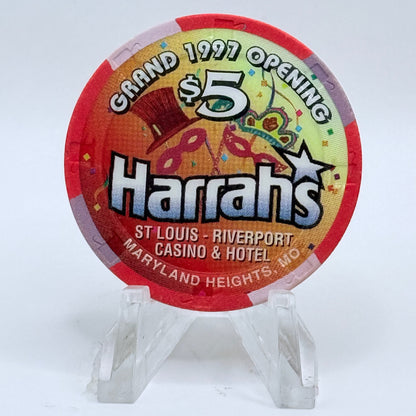 GRAND 1997 OPENING
$5
Harrah's
ST LOUIS - RIVERPORT
CASINO & HOTEL
MARYLAND HEIGHTS, MO